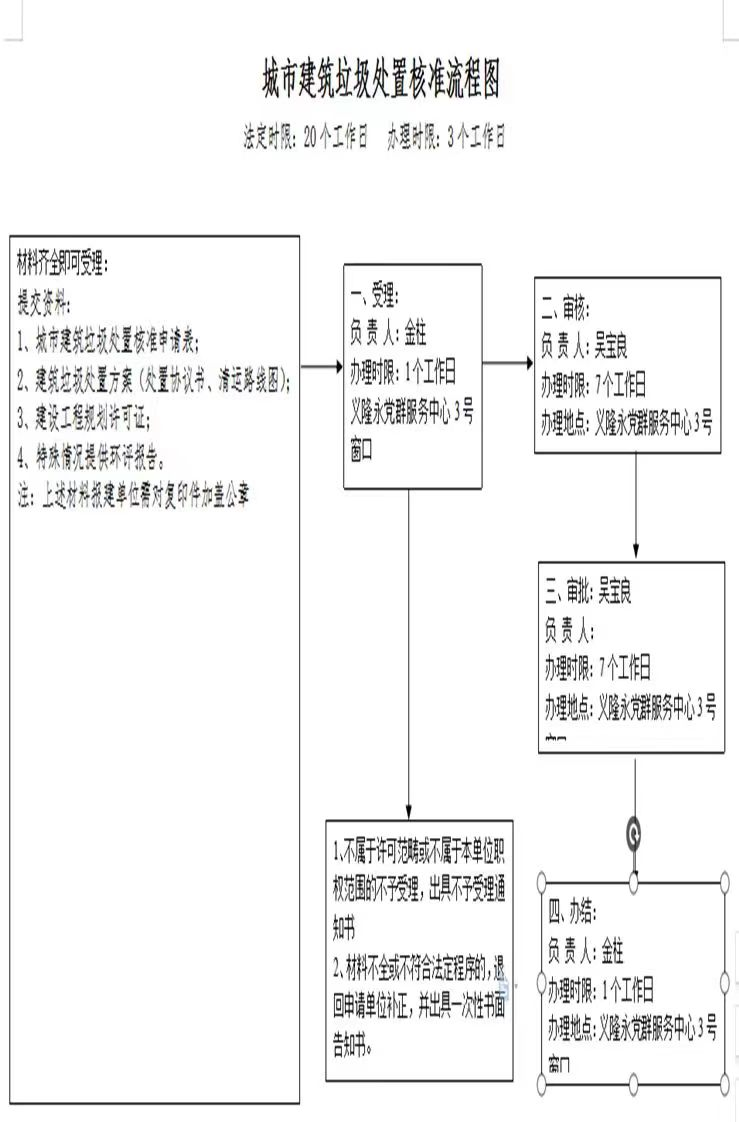 城市建筑垃圾处置核准流程图
法定时限：20个工作日 办理时限：3个工作日
材料齐全即可受理：
提交资料：
1、城市建筑垃圾处置核准申请表；
2、建筑垃圾处置方案（处置协议书、清运路线图）；
3、建设工程规划许可证；
4、特殊情况提供环评报告。
注：上述材料报建单位需对复印件加盖公章
一、受理：
负 责 人：金柱
办理时限：1个工作日
义隆永党群服务中心3号
窗口
二、审核：
负 责 人：吴宝良
办理时限：7个工作日
办理地点：义隆永党群服务中心3号
三、审批：吴宝良
负 责 人：
办理时限：7个工作日
办理地点：义隆永党群服务中心3号
1、不属于许可范畴或不属于本单位职
权范围的不予受理，出具不予受理通
知书
2、材料不全或不符合法定程序的，退
回申请单位补正，并出具一次性书面
告知书。
四、办结：
负 责 人：金柱
办理时限：1个工作日
办理地点：义隆永党群服务中心3号
窗口